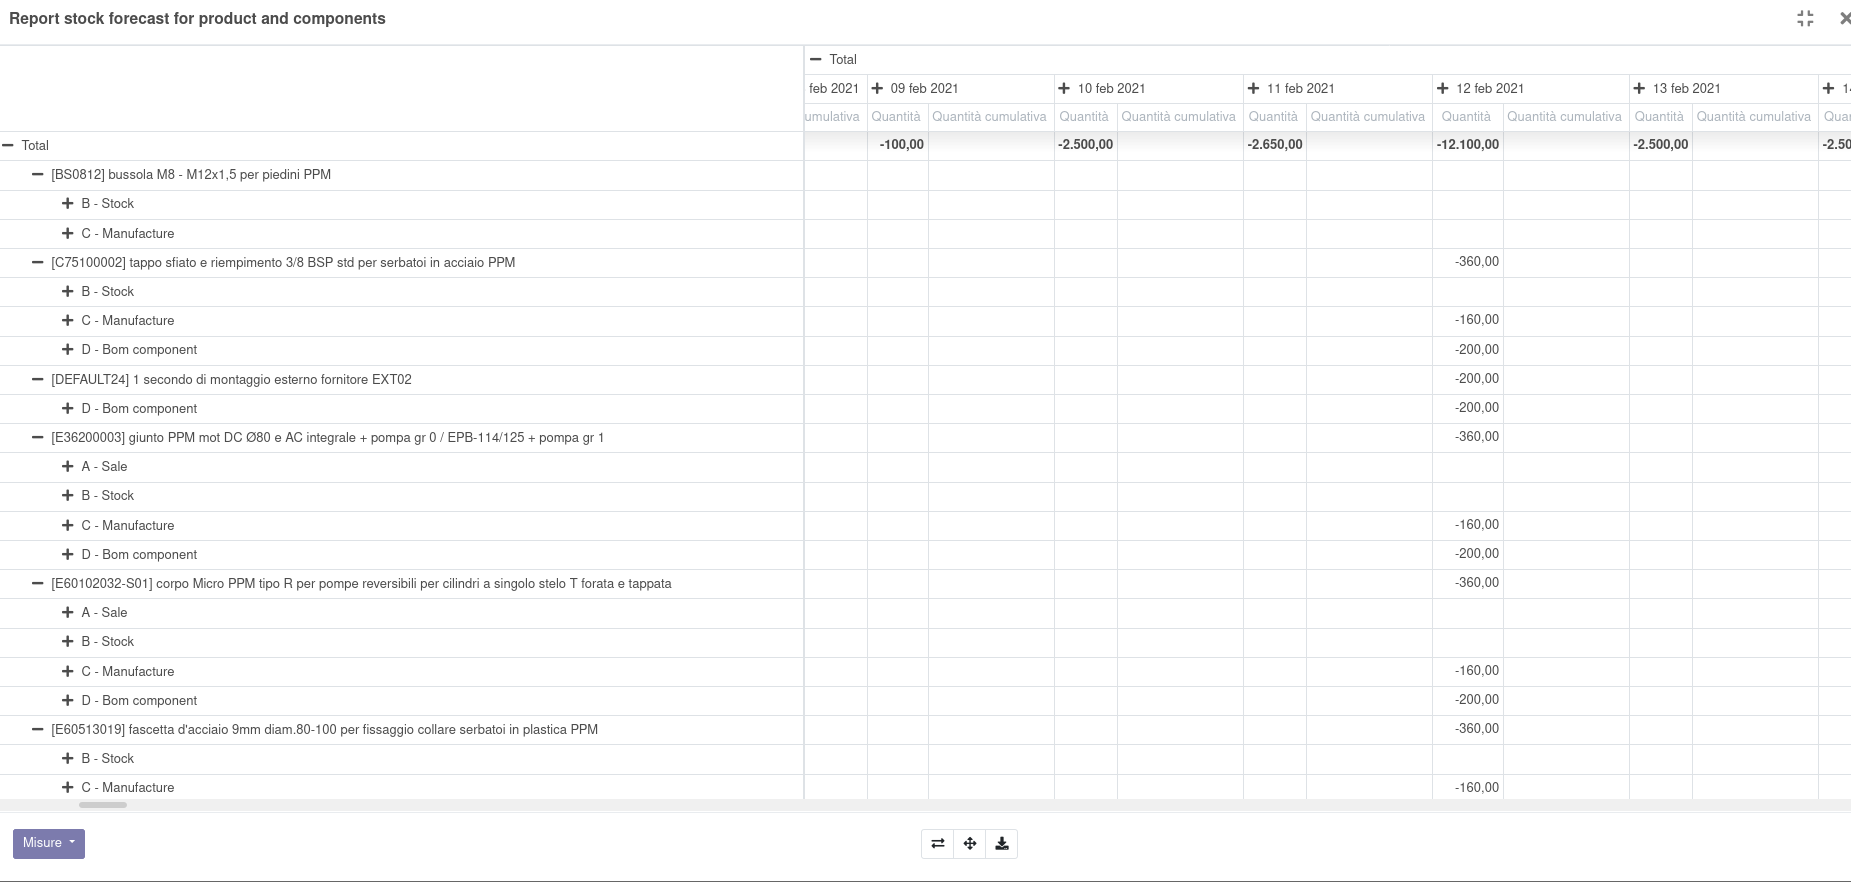 Report stock forecast for product and components
Total
feb 2021 09 feb 2021 10 feb 2021 11 feb 2021 12 feb 2021 13 feb 2021
umulativa Quantità Quantità cumulativa Quantità Quantità cumulativa Quantità Quantità cumulativa Quantità Quantità cumulativa Quantità Quantità cumulativa Quar
Total -100,00 -2.500,00 -2.650,00 -12.100,00 -2.500,00 -2.50
[BS0812] bussola M8 - M12x1,5 per piedini PPM
B - Stock
C - Manufacture
[C75100002] tappo sfiato e riempimento 3/8 BSP std per serbatoi in acciaio PPM -360,00
B - Stock
C - Manufacture -160,00
D - Bom component -200,00
[DEFAULT24] 1 secondo di montaggio esterno fornitore EXT02 -200,00
D - Bom component -200,00
[E36200003] giunto PPM mot DC Ø80 e AC integrale + pompa gr 0 / EPB-114/125 + pompa gr 1 -360,00
A - Sale
B - Stock
C - Manufacture -160,00
D - Bom component -200,00
[E60102032-S01] corpo Micro PPM tipo R per pompe reversibili per cilindri a singolo stelo T forata e tappata -360,00
A - Sale
B - Stock
C - Manufacture -160,00
D - Bom component -200,00
[E60513019] fascetta d'acciaio 9mm diam.80-100 per fissaggio collare serbatoi in plastica PPM -360,00
B - Stock
C - Manufacture -160,00
Misure